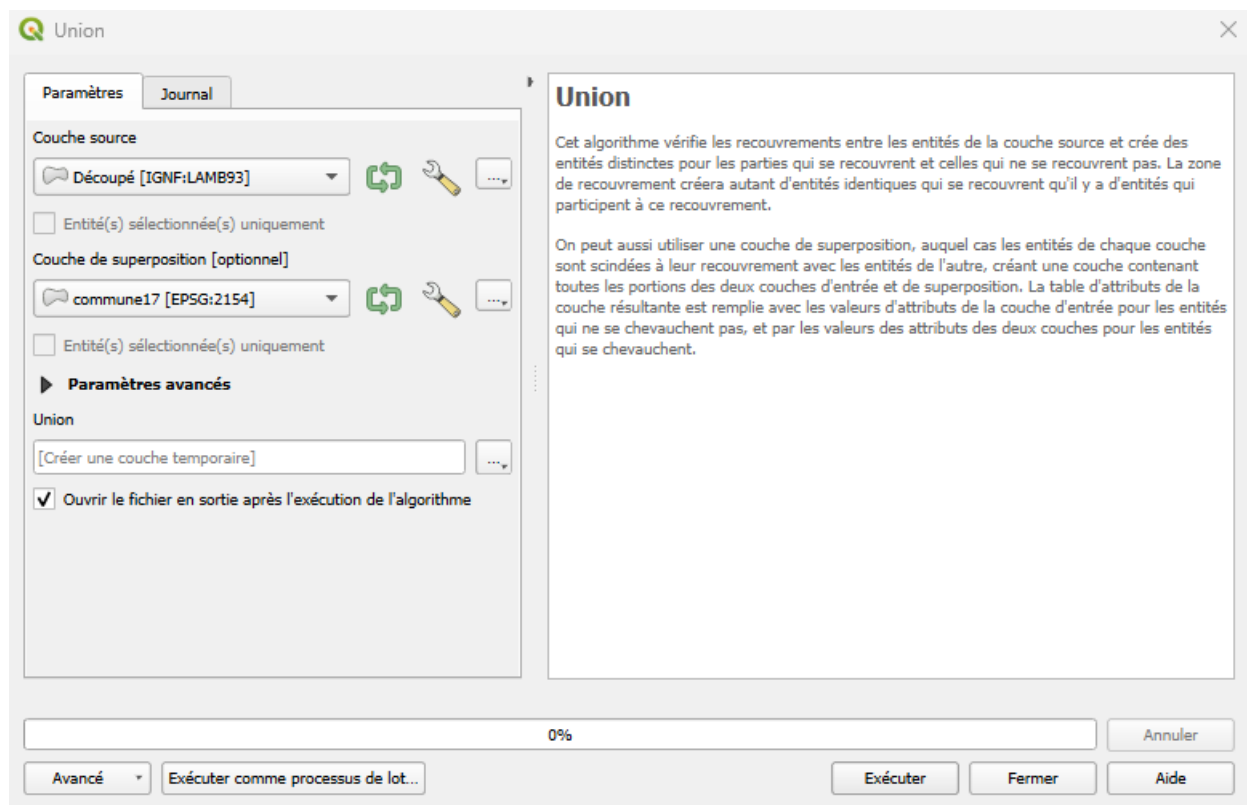 Union
Paramètres
Journal
Couche source
Découpé [IGNF:LAMB93]
...
Entité(s) sélectionnée(s) uniquement
Couche de superposition [optionnel]
commune17 [EPSG:2154]
...
Entité(s) sélectionnée(s) uniquement
Paramètres avancés
Union
[Créer une couche temporaire]
...
Ouvrir le fichier en sortie après l'exécution de l'algorithme
Union
Cet algorithme vérifie les recouvrements entre les entités de la couche source et crée des
entités distinctes pour les parties qui se recouvrent et celles qui ne se recouvrent pas. La zone
de recouvrement créera autant d'entités identiques qui se recouvrent qu'il y a d'entités qui
participent à ce recouvrement.
On peut aussi utiliser une couche de superposition, auquel cas les entités de chaque couche
sont scindées à leur recouvrement avec les entités de l'autre, créant une couche contenant
toutes les portions des deux couches d'entrée et de superposition. La table d'attributs de la
couche résultante est remplie avec les valeurs d'attributs de la couche d'entrée pour les entités
qui ne se chevauchent pas, et par les valeurs des attributs des deux couches pour les entités
qui se chevauchent.
0%
Annuler
Avancé
Exécuter comme processus de lot...
Exécuter
Fermer
Aide